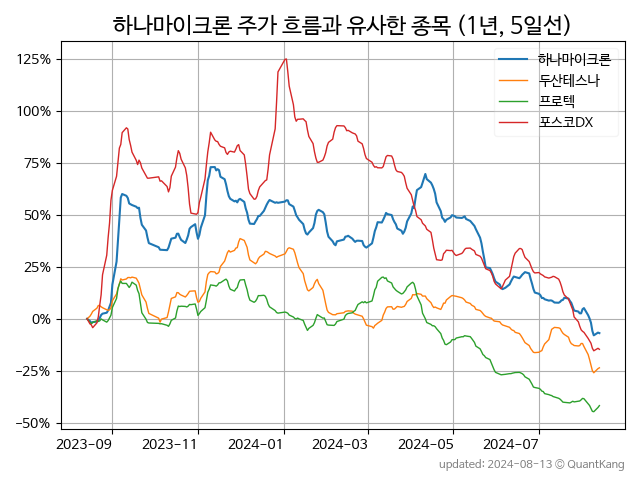 하나마이크론 주가 흐름과 유사한 종목 (1년, 5일선)
하나마이크론
두산테스나
프로텍
포스코DX
125%
100%
75%
50%
25%
0%
−25%
−50%
2023-09 2023-11 2024-01 2024-03 2024-05 2024-07
updated: 2024-08-13 © QuantKang